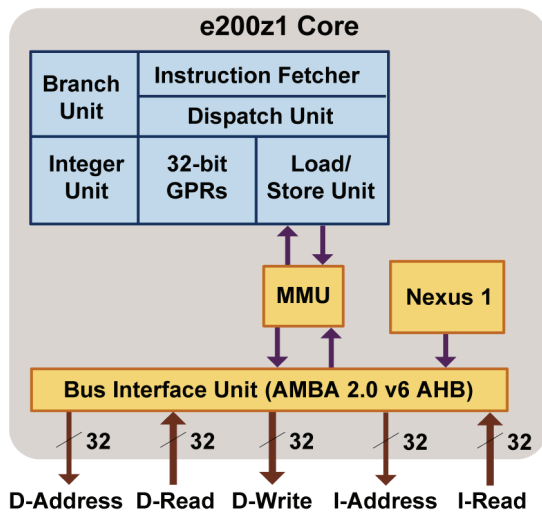 e200z1 Core
Branch
Unit
Instruction Fetcher
Dispatch Unit
Integer
Unit
32-bit
GPRs
Load/
Store Unit
MMU
Nexus 1
Bus Interface Unit (AMBA 2.0 v6 AHB)
32 32 32 32 32
D-Address D-Read D-Write I-Address I-Read